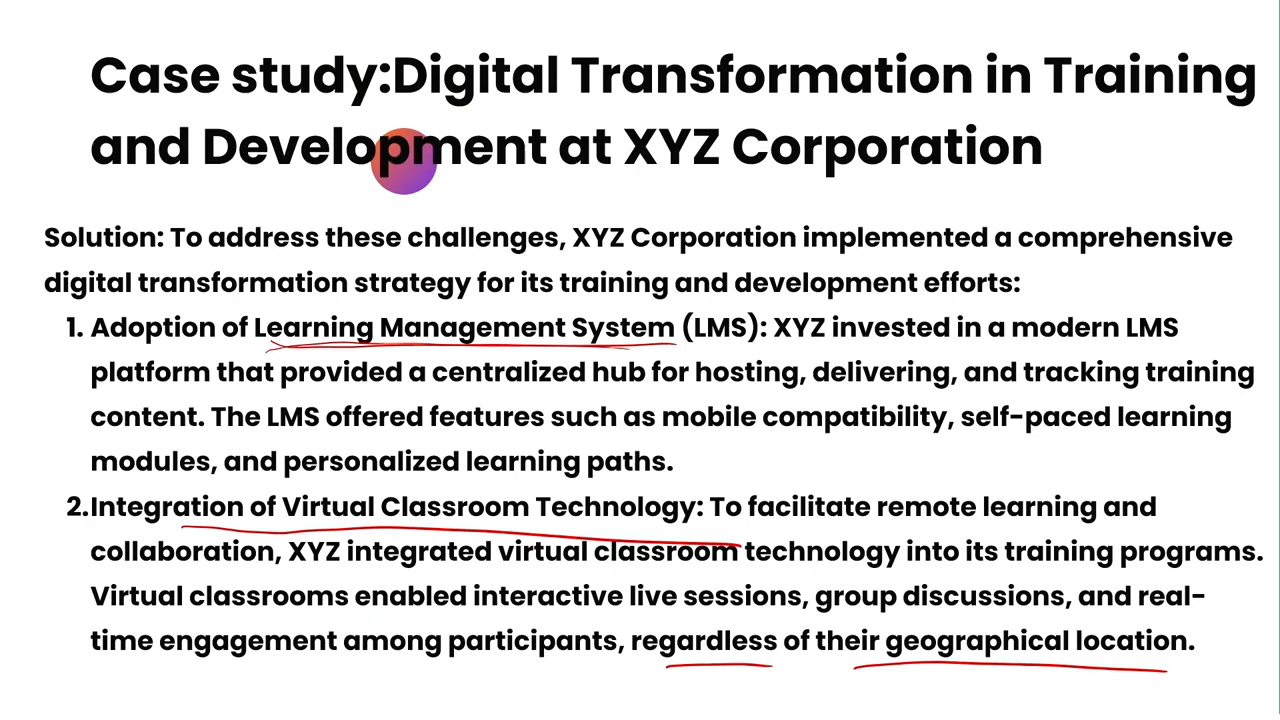 Case study:Digital Transformation in Training
and Development at XYZ Corporation
Solution: To address these challenges, XYZ Corporation implemented a comprehensive
digital transformation strategy for its training and development efforts:
1. Adoption of Learning Management System (LMS): XYZ invested in a modern LMS
platform that provided a centralized hub for hosting, delivering, and tracking training
content. The LMS offered features such as mobile compatibility, self-paced learning
modules, and personalized learning paths.
2.Integration of Virtual Classroom Technology: To facilitate remote learning and
collaboration, XYZ integrated virtual classroom technology into its training programs.
Virtual classrooms enabled interactive live sessions, group discussions, and real-
time engagement among participants, regardless of their geographical location.